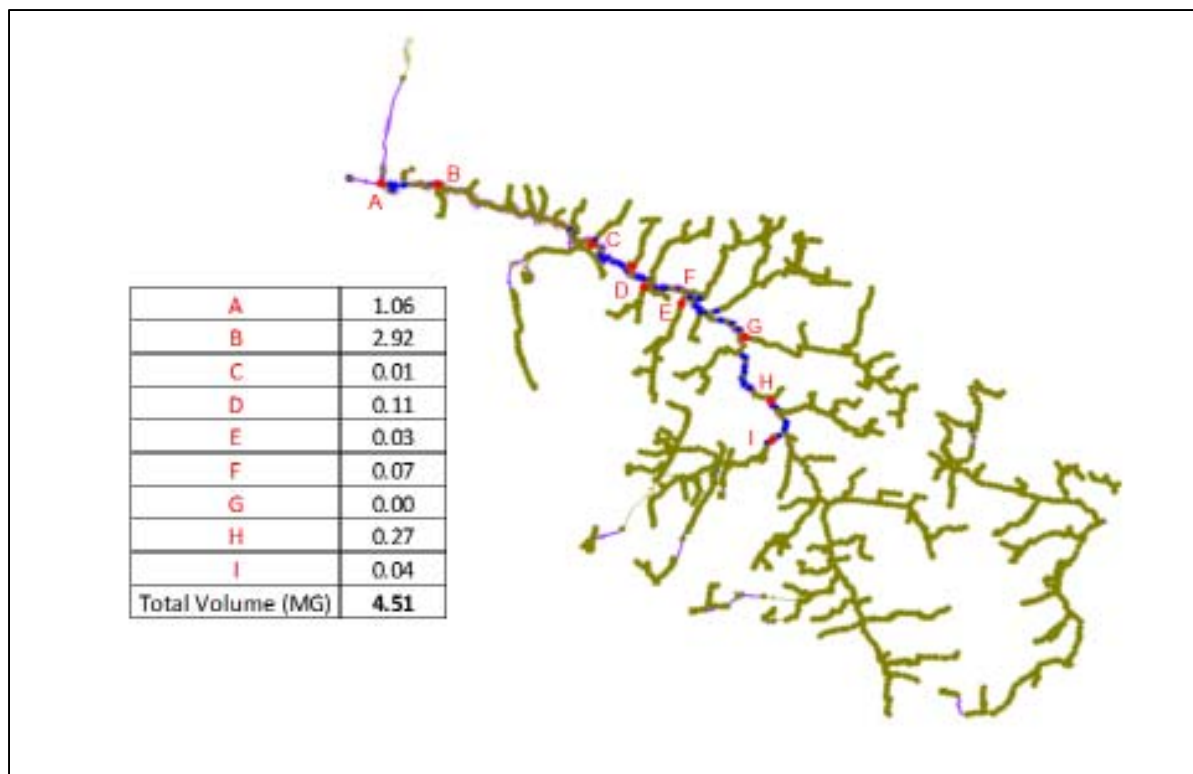 A
B
C
D
E
F
G
H
I
A 1.06
B 2.92
C 0.01
D 0.11
E 0.03
F 0.07
G 0.00
H 0.27
I 0.04
Total Volume (MG) 4.51